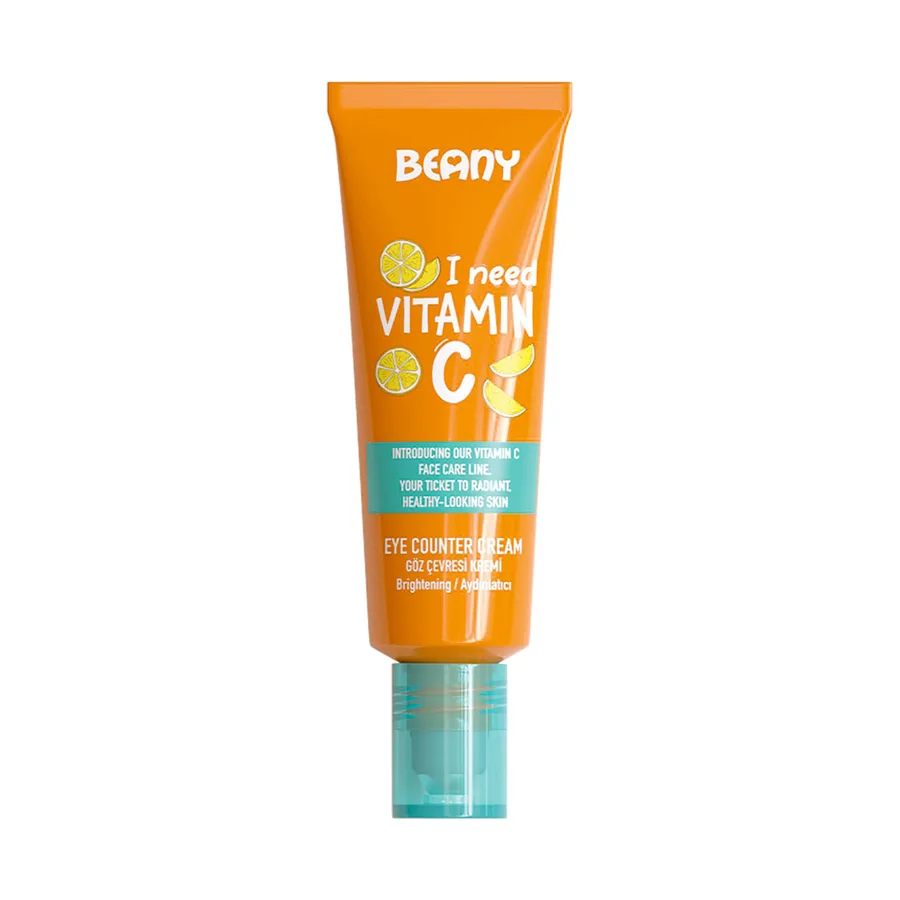 BEANY
I need
VITAMIN
C
INTRODUCING OUR VITAMIN C
FACE CARE LINE.
YOUR TICKET TO RADIANT,
HEALTHY-LOOKING SKIN
EYE COUNTER CREAM
GÖZ ÇEVRESİ KREMİ
Brightening / Aydınlatıcı